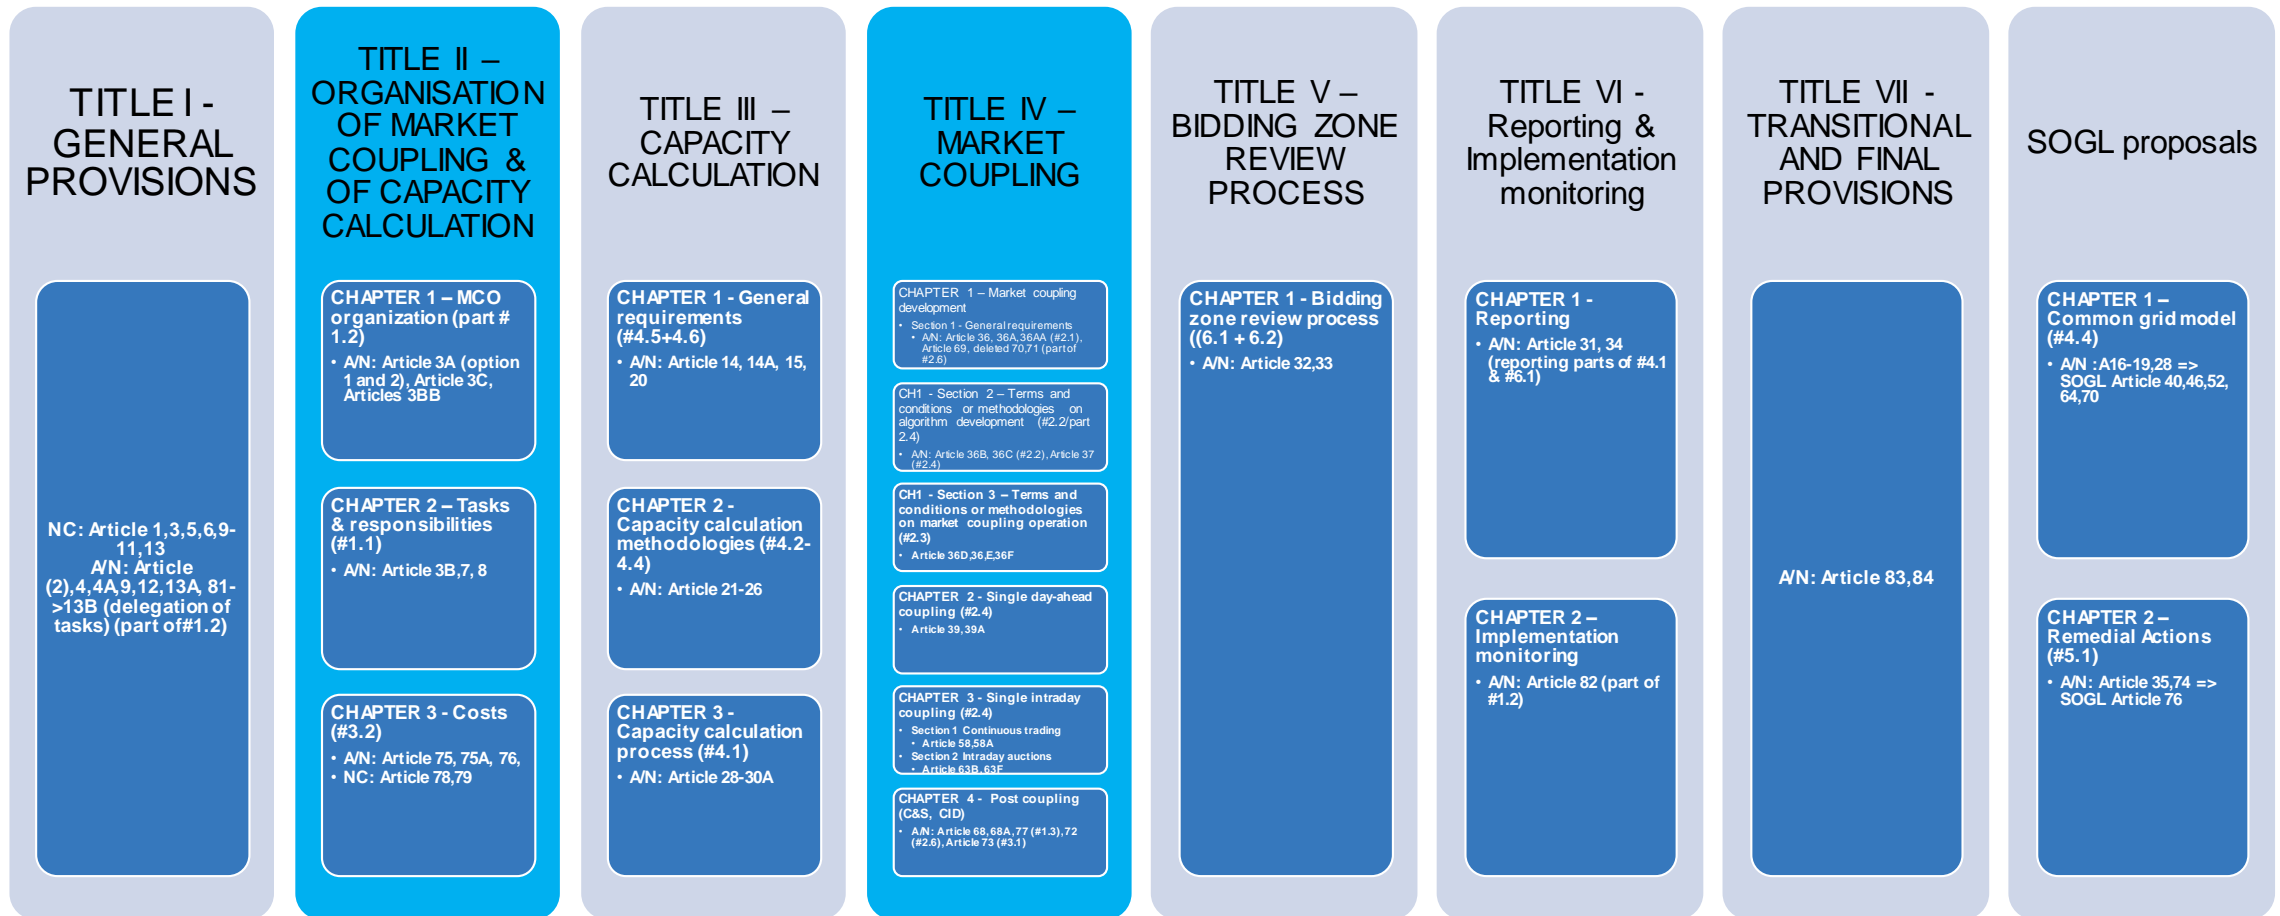 TITLE I -
GENERAL
PROVISIONS
NC: Article 1,3,5,6,9-
11,13
A/N: Article
(2),4,4A,9,12,13A, 81-
>13B (delegation of
tasks) (part of#1.2)
TITLE II –
ORGANISATION
OF MARKET
COUPLING &
OF CAPACITY
CALCULATION
CHAPTER 1 – MCO
organization (part #
1.2)
• A/N: Article 3A (option
1 and 2), Article 3C,
Articles 3BB
CHAPTER 2 – Tasks
& responsibilities
(#1.1)
• A/N: Article 3B,7, 8
CHAPTER 3 - Costs
(#3.2)
• A/N: Article 75, 75A, 76,
• NC: Article 78,79
TITLE III –
CAPACITY
CALCULATION
CHAPTER 1 - General
requirements
(#4.5+4.6)
• A/N: Article 14, 14A, 15,
20
CHAPTER 2 -
Capacity calculation
methodologies (#4.2-
4.4)
• A/N: Article 21-26
CHAPTER 3 -
Capacity calculation
process (#4.1)
• A/N: Article 28-30A
TITLE IV –
MARKET
COUPLING
CHAPTER 1 – Market coupling
development
• Section 1 - General requirements
• A/N: Article 36, 36A,36AA (#2.1),
Article 69, deleted 70,71 (part of
#2.6)
CH1 - Section 2 – Terms and
conditions or methodologies on
algorithm development (#2.2/part
2.4)
• A/N: Article 36B, 36C (#2.2), Article 37
(#2.4)
CH1 - Section 3 – Terms and
conditions or methodologies
on market coupling operation
(#2.3)
• Article 36D,36,E,36F
CHAPTER 2 - Single day-ahead
coupling (#2.4)
• Article 39,39A
CHAPTER 3 - Single intraday
coupling (#2.4)
• Section 1 Continuous trading
• Article 58,58A
• Section 2 Intraday auctions
• Article 63B, 63F
CHAPTER 4 - Post coupling
(C&S, CID)
• A/N: Article 68,68A,77 (#1.3),72
(#2.6), Article 73 (#3.1)
TITLE V –
BIDDING ZONE
REVIEW
PROCESS
CHAPTER 1 - Bidding
zone review process
((6.1 + 6.2)
• A/N: Article 32,33
TITLE VI -
Reporting &
Implementation
monitoring
CHAPTER 1 -
Reporting
• A/N: Article 31, 34
(reporting parts of #4.1
& #6.1)
CHAPTER 2 –
Implementation
monitoring
• A/N: Article 82 (part of
#1.2)
TITLE VII -
TRANSITIONAL
AND FINAL
PROVISIONS
A/N: Article 83,84
SOGL proposals
CHAPTER 1 –
Common grid model
(#4.4)
• A/N :A16-19,28 =>
SOGL Article 40,46,52,
64,70
CHAPTER 2 –
Remedial Actions
(#5.1)
• A/N: Article 35,74 =>
SOGL Article 76